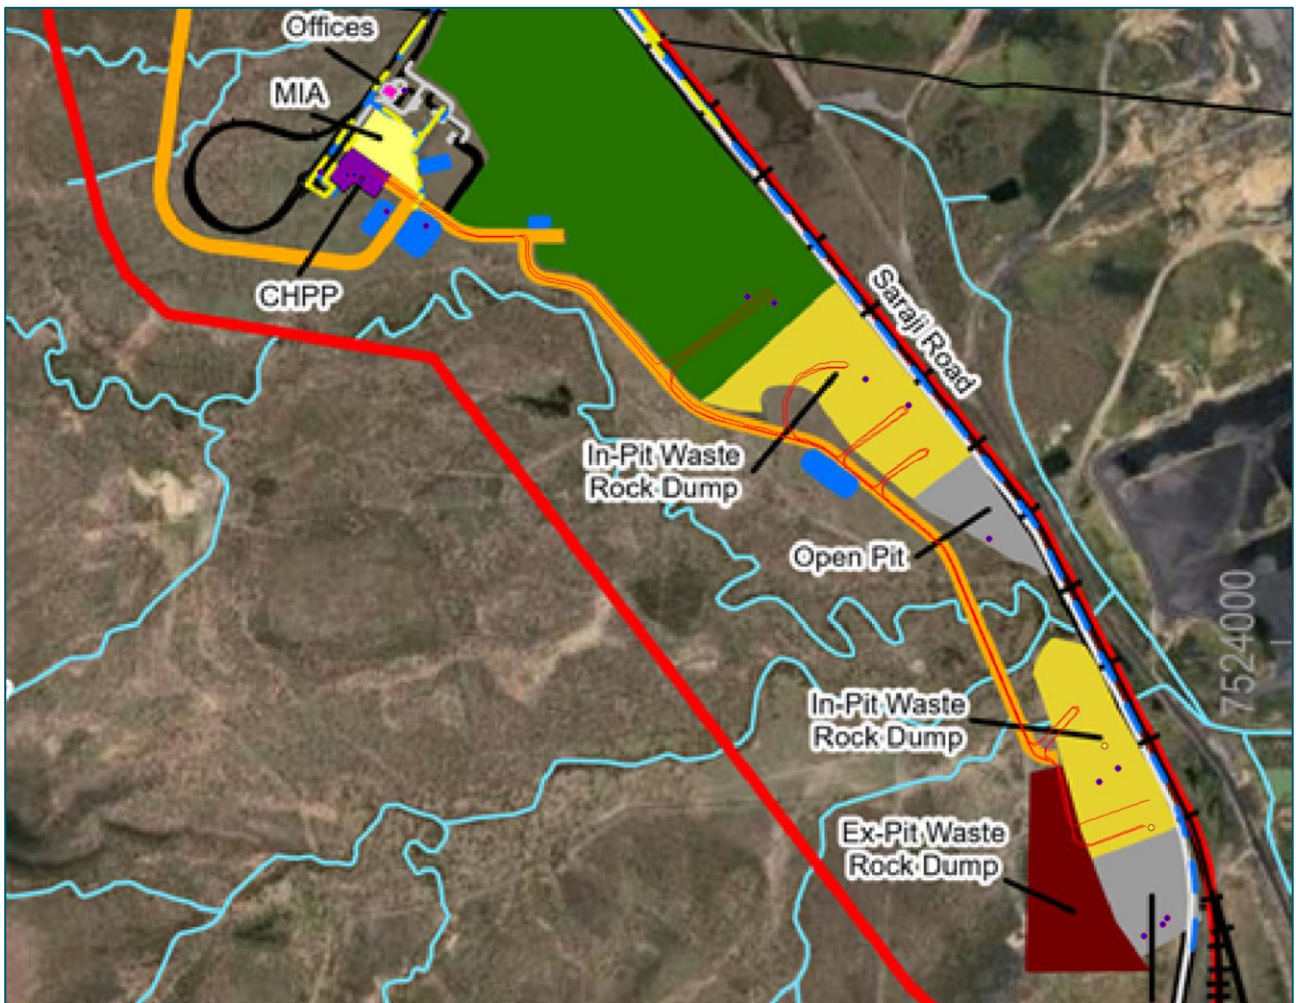 Offices
MIA
CHPP
Saraji Road
In-Pit Waste
Rock Dump
Open Pit
7524000
In-Pit Waste
Rock Dump
Ex-Pit Waste
Rock Dump